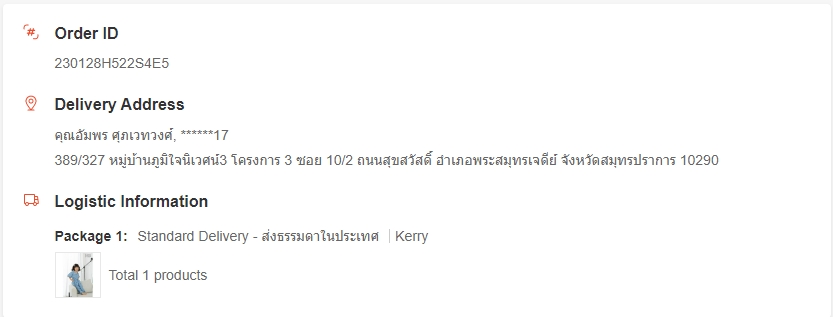 Order ID
230128H522S4E5
Delivery Address
คุณอัมพร ศุภเวทวงศ์, ******17
389/327 หมู่บ้านภูมิใจนิเวศน์3 โครงการ 3 ซอย 10/2 ถนนสุขสวัสดิ์ อำเภอพระสมุทรเจดีย์ จังหวัดสมุทรปราการ 10290
Logistic Information
Package 1: Standard Delivery - ส่งธรรมดาในประเทศ | Kerry
Total 1 products